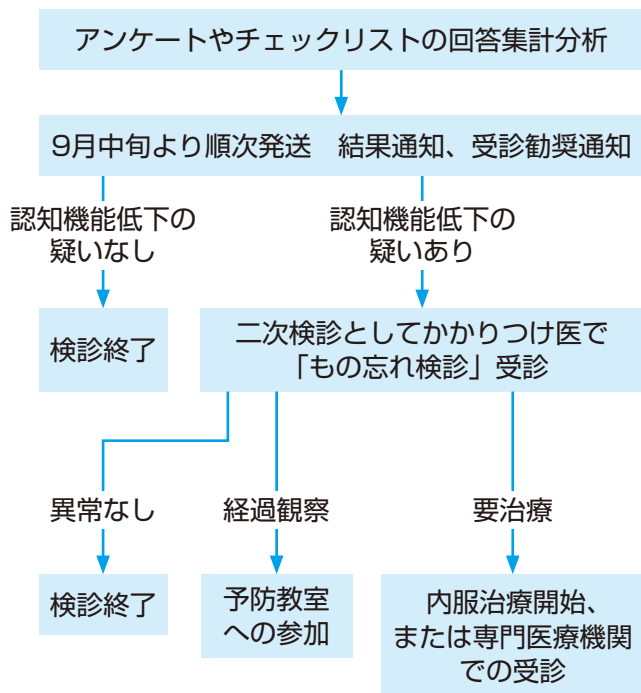 アンケートやチェックリストの回答集計分析
9月中旬より順次発送　結果通知、受診勧奨通知
認知機能低下の
疑いなし
認知機能低下の
疑いあり
検診終了
二次検診としてかかりつけ医で
「もの忘れ検診」受診
異常なし
経過観察
要治療
検診終了
予防教室
への参加
内服治療開始、
または専門医療機関
での受診